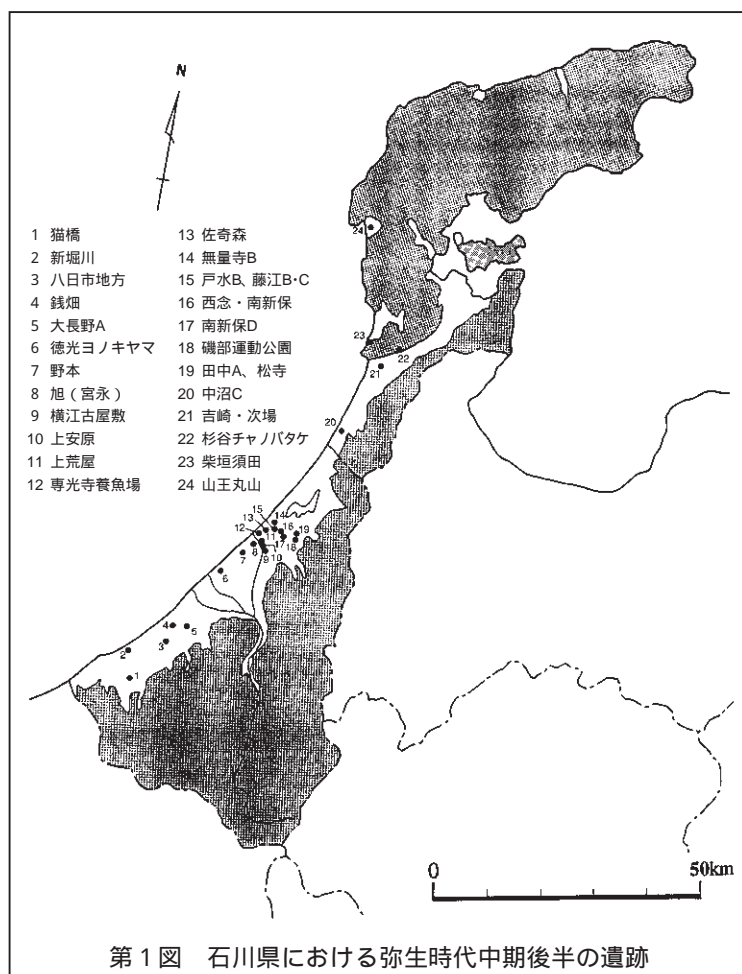 N
1 猫橋
2 新堀川
3 八日市地方
4 銭畑
5 大長野A
6 徳光ヨノキヤマ
7 野本
8 旭（宮永）
9 横江古屋敷
10 上安原
11 上荒屋
12 専光寺養魚場
13 佐奇森
14 無量寺B
15 戸水B、藤江B･C
16 西念・南新保
17 南新保D
18 磯部運動公園
19 田中A、松寺
20 中沼C
21 吉崎・次場
22 杉谷チャノバタケ
23 柴垣須田
24 山王丸山
24
23
22
21
20
15
14
13
12
16
19
11
17
18
8
7
10
9
6
4
5
3
2
1
0
50km
第１図　石川県における弥生時代中期後半の遺跡